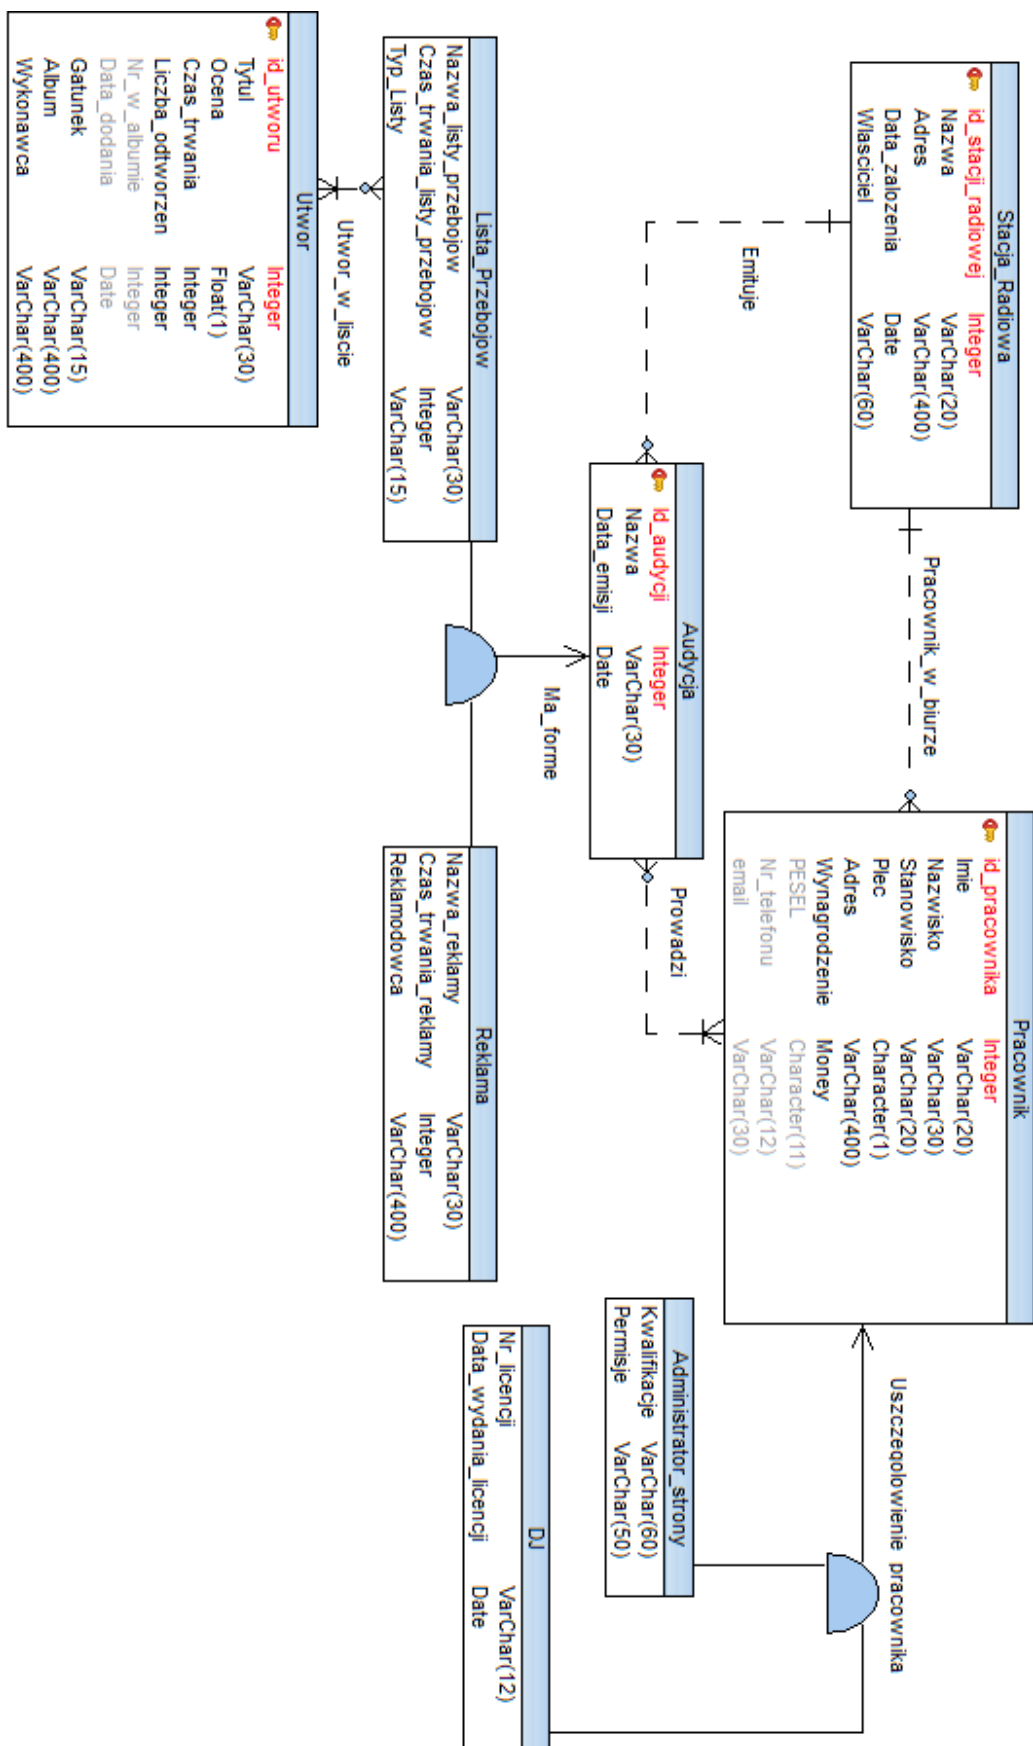 Stacja_Radiowa
id_stacji_radiowej Integer
Nazwa VarChar(20)
Adres VarChar(400)
Data_zalozenia Date
Wlasciciel VarChar(60)
Pracownik_w_biurze
Pracownik
id_pracownika Integer
Imie VarChar(20)
Nazwisko VarChar(30)
Stanowisko VarChar(20)
Plec Character(1)
Adres VarChar(400)
Wynagrodzenie Money
PESEL Character(11)
Nr_telefonu VarChar(12)
email VarChar(30)
Uszczegolowienie pracownika
Emituje
Audycja
id_audycji Integer
Nazwa VarChar(30)
Data_emisji Date
Prowadzi
Administrator_strony
Kwalifikacje VarChar(60)
Permisje VarChar(50)
Ma_forme
DJ
Nr_licencji VarChar(12)
Data_wydania_licencji Date
Lista_Przebojow
Nazwa_listy_przebojow VarChar(30)
Czas_trwania_listy_przebojow Integer
Typ_Listy VarChar(15)
Reklama
Nazwa_reklamy VarChar(30)
Czas_trwania_reklamy Integer
Reklamodowca VarChar(400)
Utwor_w_liscie
Utwor
id_utworu Integer
Tytul VarChar(30)
Ocena Float(1)
Czas_trwania Integer
Liczba_odtworzen Integer
Nr_w_albumie Integer
Data_dodania Date
Gatunek VarChar(15)
Album VarChar(400)
Wykonawca VarChar(400)